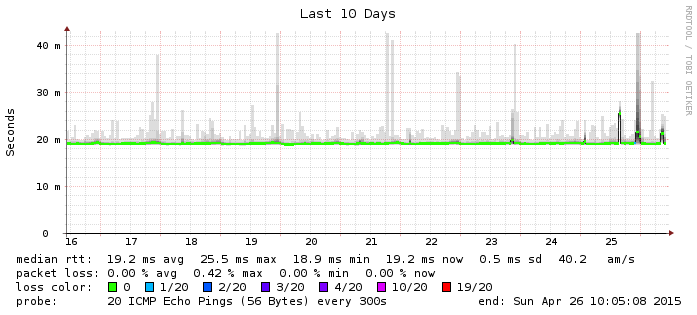 Last 10 Days
RRDTOOL / TOBI OETIKER
Seconds
40 m
30 m
20 m
10 m
0
16 17 18 19 20 21 22 23 24 25
median rtt: 19.2 ms avg 25.5 ms max 18.9 ms min 19.2 ms now 0.5 ms sd 40.2 am/s
packet loss: 0.00 % avg 0.42 % max 0.00 % min 0.00 % now
loss color: 0 1/20 2/20 3/20 4/20 10/20 19/20
probe: 20 ICMP Echo Pings (56 Bytes) every 300s end: Sun Apr 26 10:05:08 2015